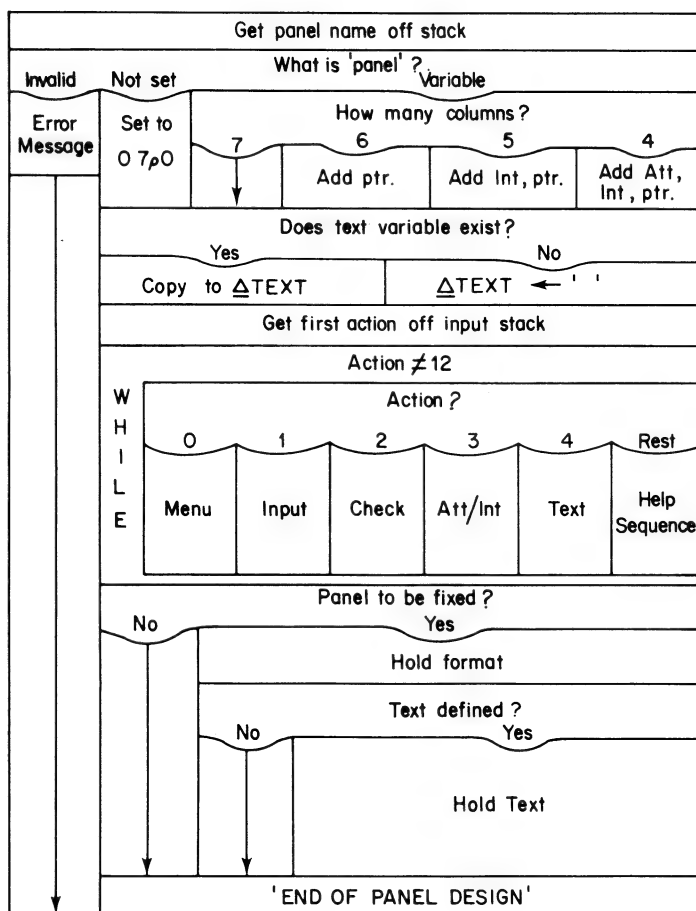 Get panel name off stack
What is 'panel' ?
Invalid Not set Variable
Error Message
Set to 0 7ρ0
How many columns?
7 6 5 4
Add ptr.
Add Int, ptr.
Add Att, Int, ptr.
Does text variable exist?
Yes No
Copy to ∆̲TEXT
∆̲TEXT ← ' '
Get first action off input stack
Action ≠ 12
WHILE
Action ?
0 1 2 3 4 Rest
Menu Input Check Att/Int Text Help Sequence
Panel to be fixed ?
No Yes
Hold format
Text defined ?
No Yes
Hold Text
'END OF PANEL DESIGN'